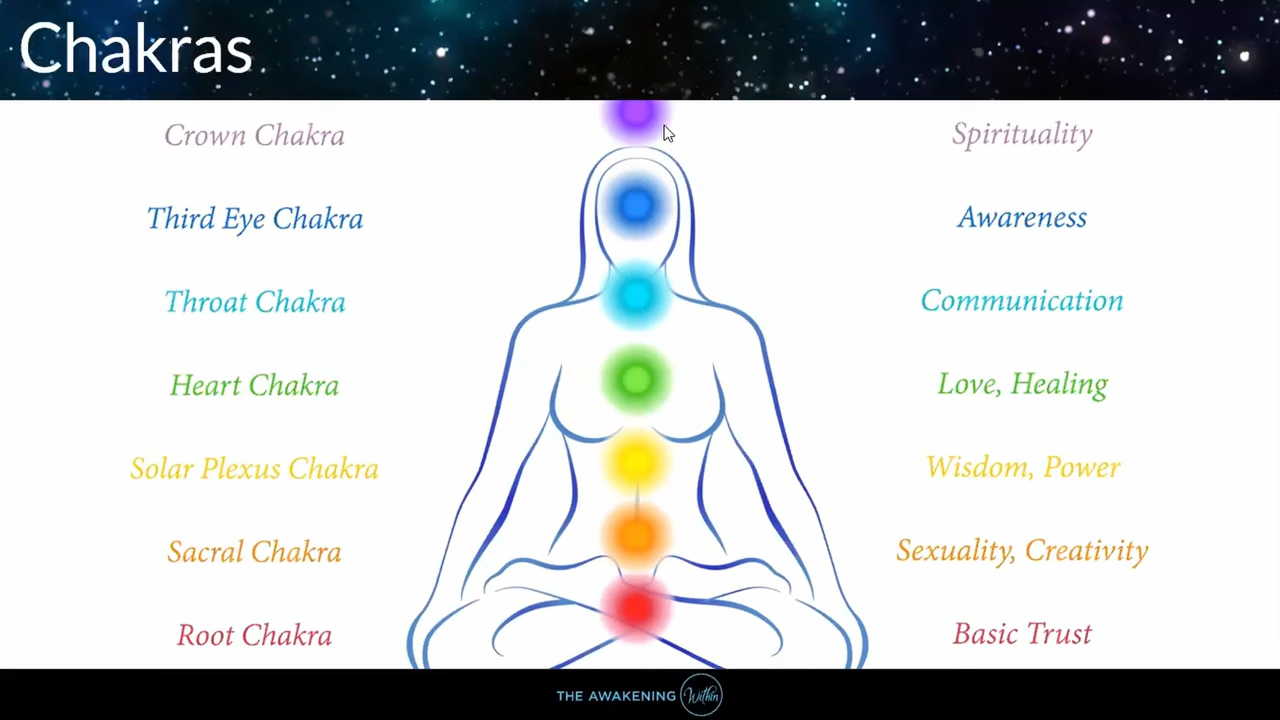 Chakras
Crown Chakra
Spirituality
Third Eye Chakra
Awareness
Throat Chakra
Communication
Heart Chakra
Love, Healing
Solar Plexus Chakra
Wisdom, Power
Sacral Chakra
Sexuality, Creativity
Root Chakra
Basic Trust
THE AWAKENING Within